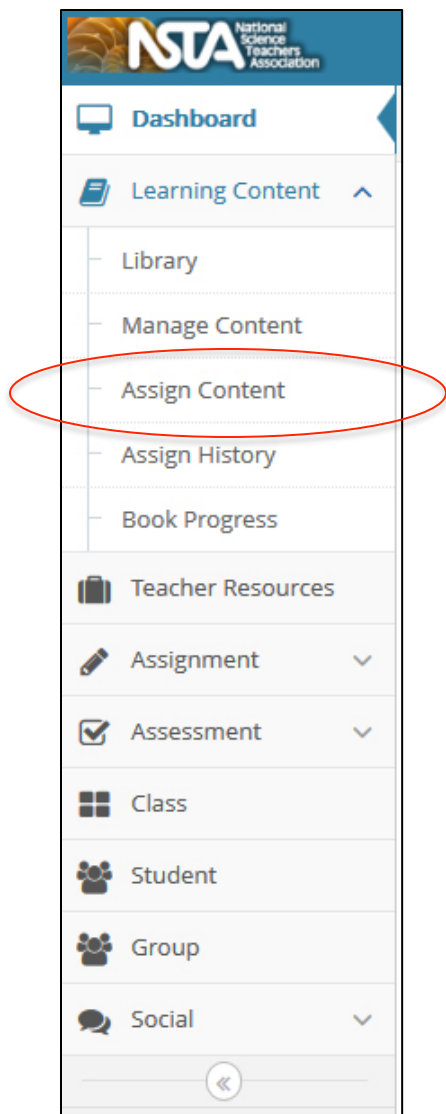 NSTA
National
Science
Teachers
Association
Dashboard
Learning Content
Library
Manage Content
Assign Content
Assign History
Book Progress
Teacher Resources
Assignment
Assessment
Class
Student
Group
Social